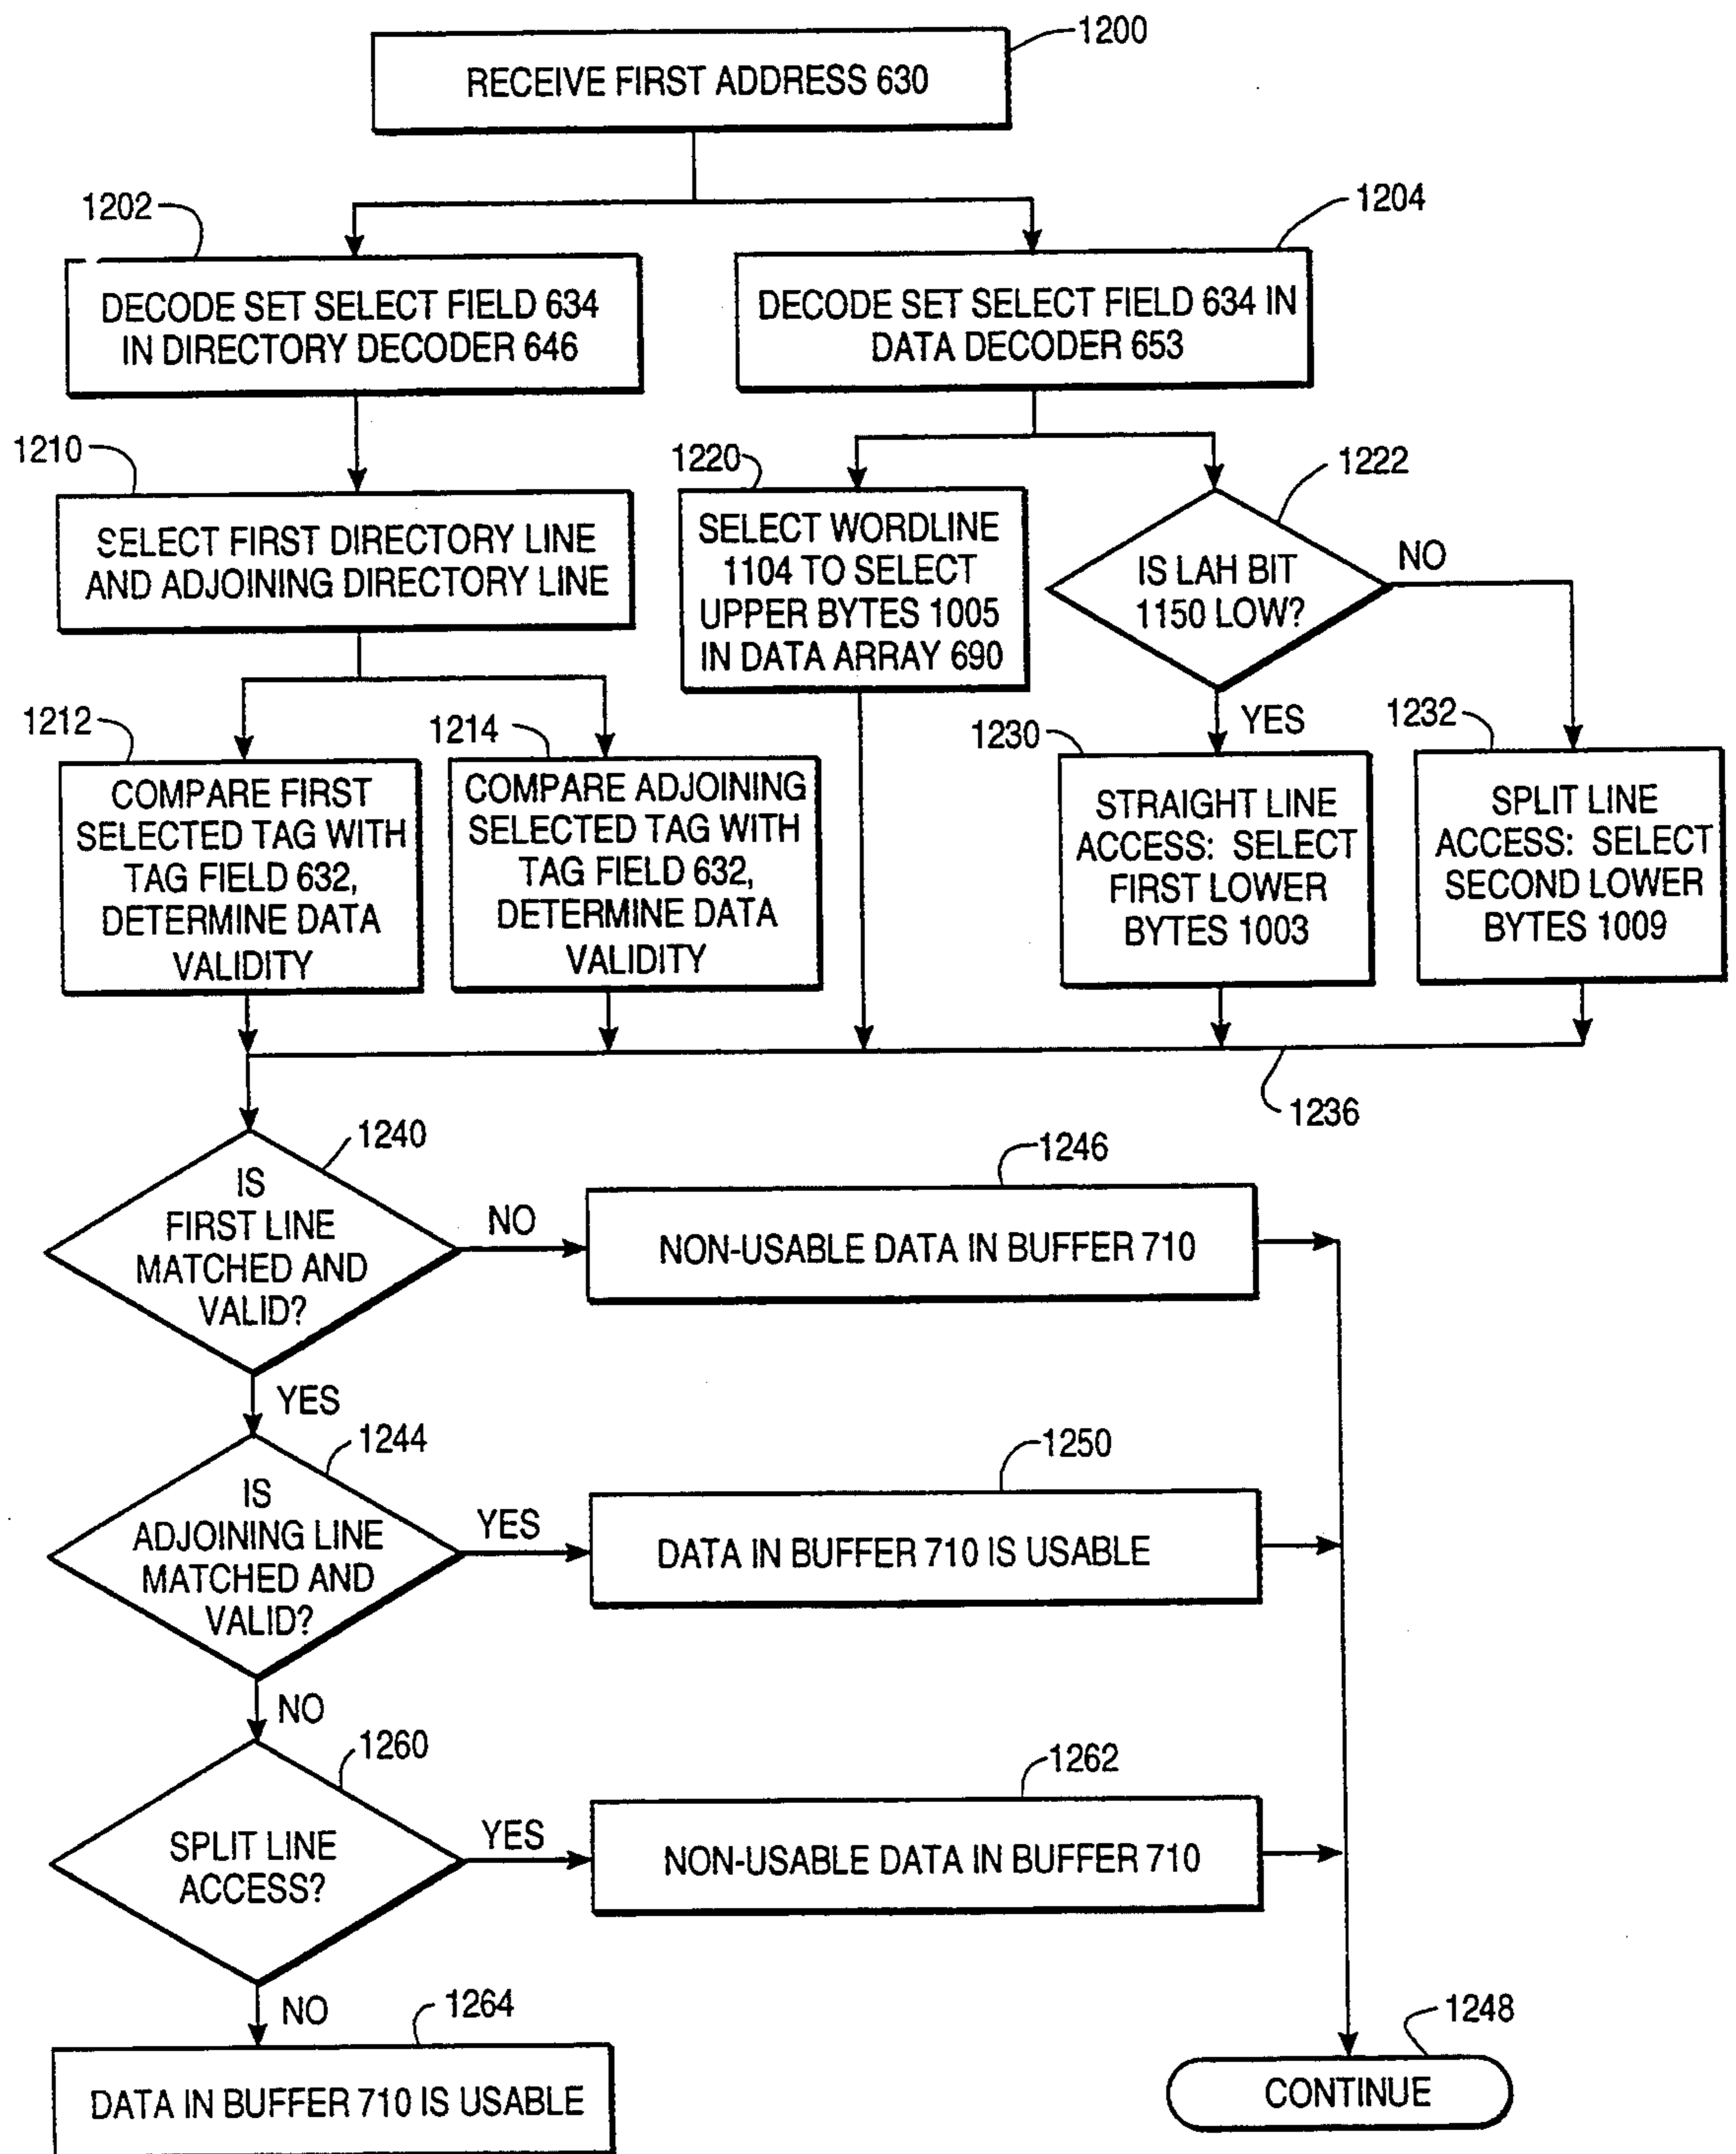 1200
RECEIVE FIRST ADDRESS 630
1202
1204
DECODE SET SELECT FIELD 634
IN DIRECTORY DECODER 646
DECODE SET SELECT FIELD 634 IN
DATA DECODER 653
1210
1220
1222
SELECT FIRST DIRECTORY LINE
AND ADJOINING DIRECTORY LINE
SELECT WORDLINE
1104 TO SELECT
UPPER BYTES 1005
IN DATA ARRAY 690
IS LAH BIT
1150 LOW?
NO
YES
1212
1214
1230
1232
COMPARE FIRST
SELECTED TAG WITH
TAG FIELD 632,
DETERMINE DATA
VALIDITY
COMPARE ADJOINING
SELECTED TAG WITH
TAG FIELD 632,
DETERMINE DATA
VALIDITY
STRAIGHT LINE
ACCESS: SELECT
FIRST LOWER
BYTES 1003
SPLIT LINE
ACCESS: SELECT
SECOND LOWER
BYTES 1009
1236
1240
IS
FIRST LINE
MATCHED AND
VALID?
NO
1246
NON-USABLE DATA IN BUFFER 710
YES
1244
IS
ADJOINING LINE
MATCHED AND
VALID?
YES
1250
DATA IN BUFFER 710 IS USABLE
NO
1260
SPLIT LINE
ACCESS?
YES
1262
NON-USABLE DATA IN BUFFER 710
NO
1264
DATA IN BUFFER 710 IS USABLE
1248
CONTINUE